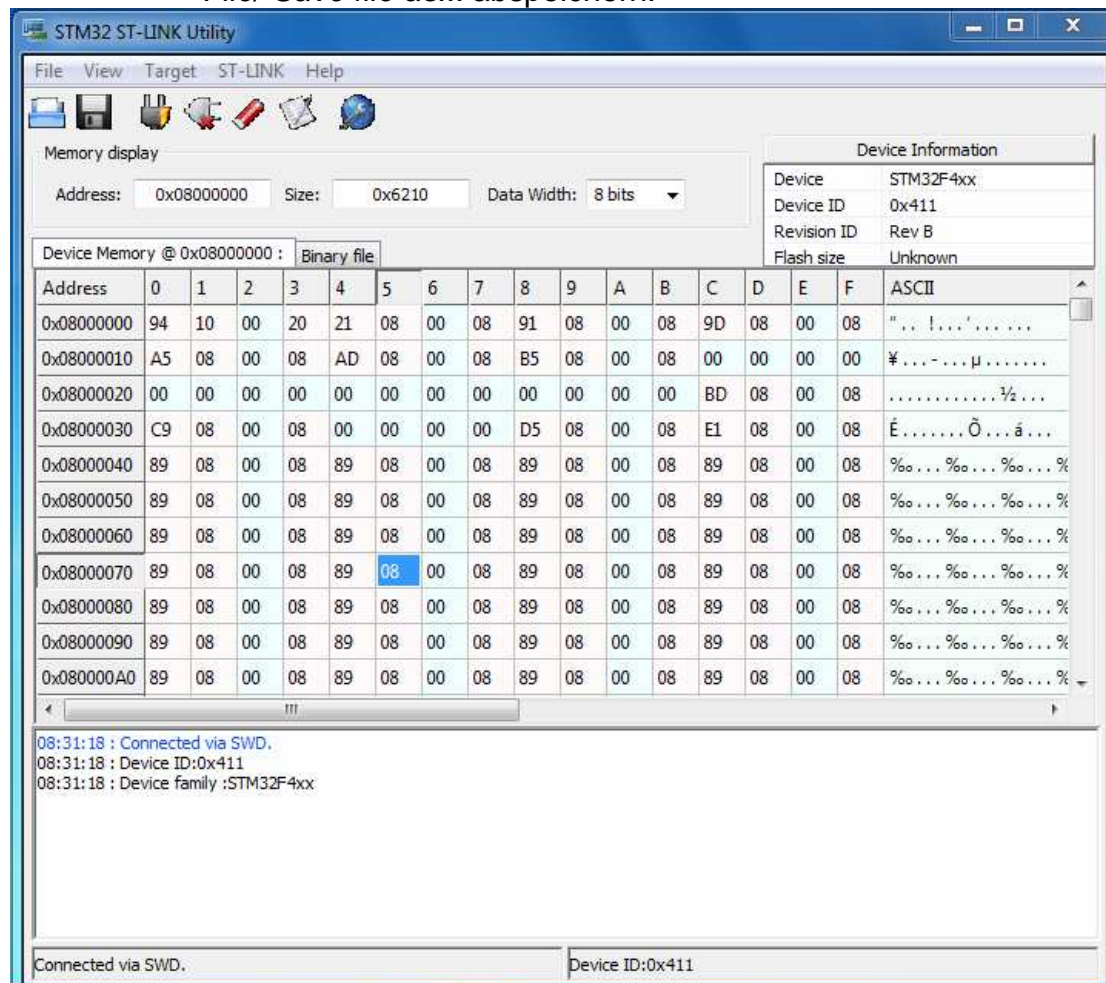 File/ Save file as... abspeichern.
STM32 ST-LINK Utility
File View Target ST-LINK Help
Memory display
Device Information
Address: 0x08000000 Size: 0x6210 Data Width: 8 bits
Device STM32F4xx
Device ID 0x411
Revision ID Rev B
Flash size Unknown
Device Memory @ 0x08000000 : Binary file
Address 0 1 2 3 4 5 6 7 8 9 A B C D E F ASCII
0x08000000 94 10 00 20 21 08 00 08 91 08 00 08 9D 08 00 08 ".. !...'... ...
0x08000010 A5 08 00 08 AD 08 00 08 B5 08 00 08 00 00 00 00 ¥...-...µ.......
0x08000020 00 00 00 00 00 00 00 00 00 00 00 00 BD 08 00 08 ............½...
0x08000030 C9 08 00 08 00 00 00 00 D5 08 00 08 E1 08 00 08 É.......Õ...á...
0x08000040 89 08 00 08 89 08 00 08 89 08 00 08 89 08 00 08 ‰...‰...‰...%
0x08000050 89 08 00 08 89 08 00 08 89 08 00 08 89 08 00 08 ‰...‰...‰...%
0x08000060 89 08 00 08 89 08 00 08 89 08 00 08 89 08 00 08 ‰...‰...‰...%
0x08000070 89 08 00 08 89 08 00 08 89 08 00 08 89 08 00 08 ‰...‰...‰...%
0x08000080 89 08 00 08 89 08 00 08 89 08 00 08 89 08 00 08 ‰...‰...‰...%
0x08000090 89 08 00 08 89 08 00 08 89 08 00 08 89 08 00 08 ‰...‰...‰...%
0x080000A0 89 08 00 08 89 08 00 08 89 08 00 08 89 08 00 08 ‰...‰...‰...%
08:31:18 : Connected via SWD.
08:31:18 : Device ID:0x411
08:31:18 : Device family :STM32F4xx
Connected via SWD.
Device ID:0x411